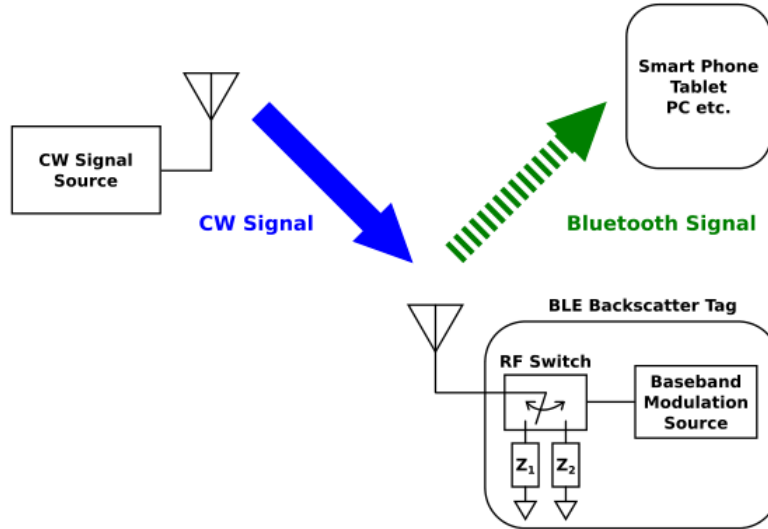 CW Signal
Source
CW Signal
Smart Phone
Tablet
PC etc.
Bluetooth Signal
BLE Backscatter Tag
RF Switch
Baseband
Modulation
Source
Z₁
Z₂